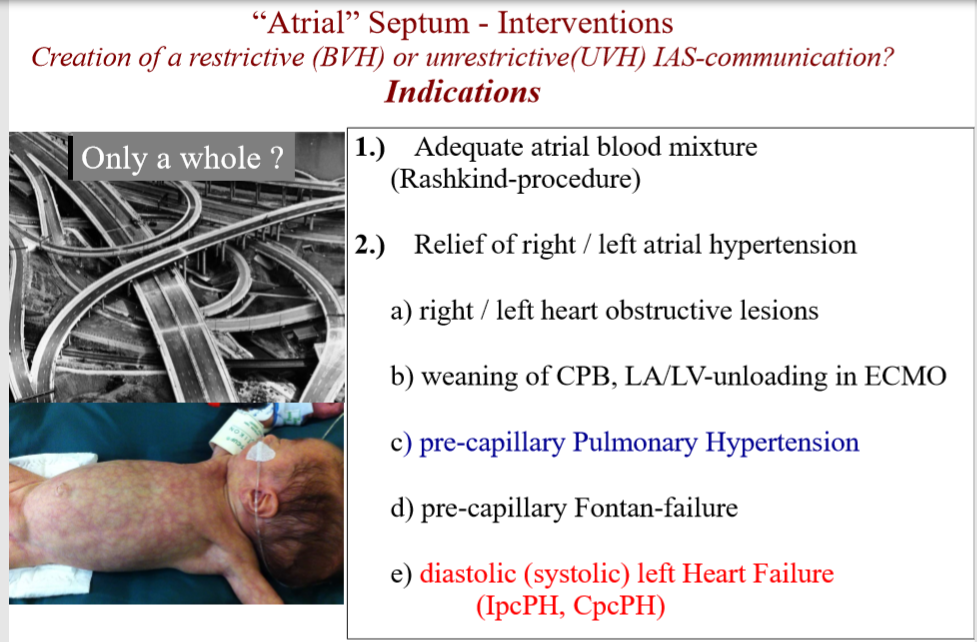 “Atrial” Septum - Interventions
Creation of a restrictive (BVH) or unrestrictive(UVH) IAS-communication?
Indications
Only a whole ?
1.) Adequate atrial blood mixture
(Rashkind-procedure)
2.) Relief of right / left atrial hypertension
a) right / left heart obstructive lesions
b) weaning of CPB, LA/LV-unloading in ECMO
c) pre-capillary Pulmonary Hypertension
d) pre-capillary Fontan-failure
e) diastolic (systolic) left Heart Failure
(IpcPH, CpcPH)